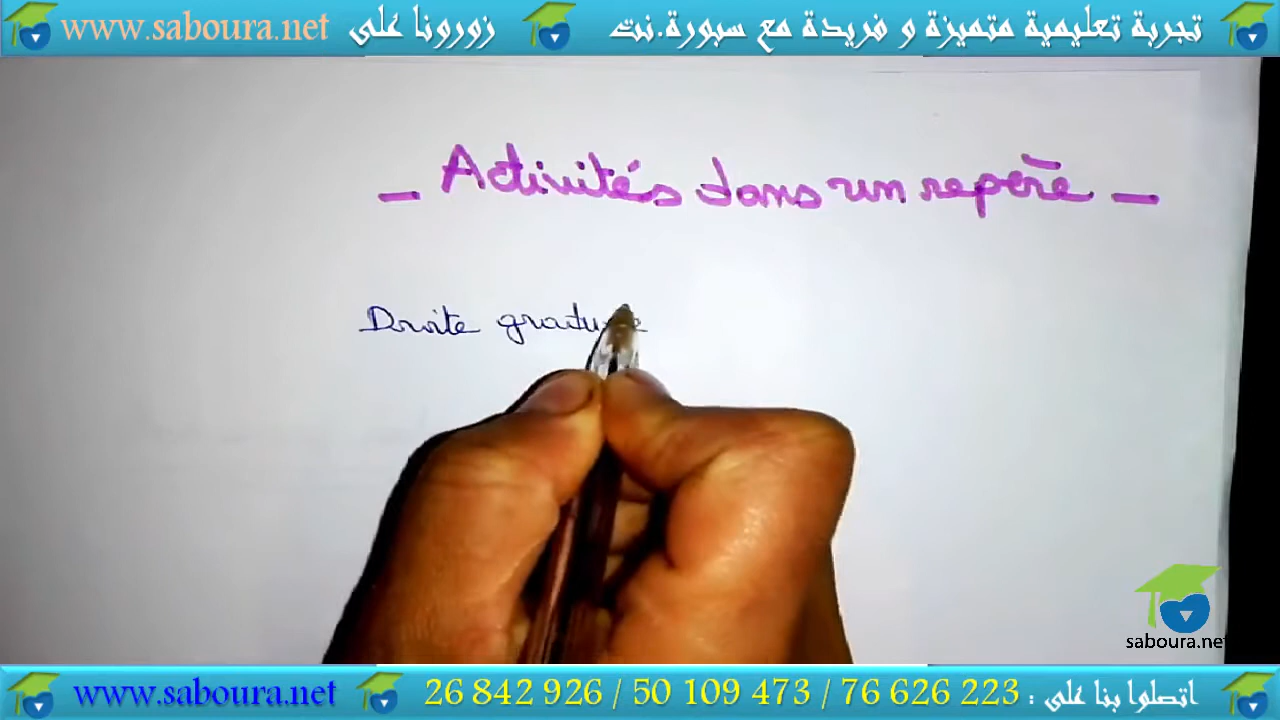 تجربة تعليمية متميزة و فريدة مع سبورة.نت زورونا على www.saboura.net
_ Activités dans un repère _
Droite
saboura.net
اتصلوا بنا على : 26 842 926 / 50 109 473 / 76 626 223 www.saboura.net